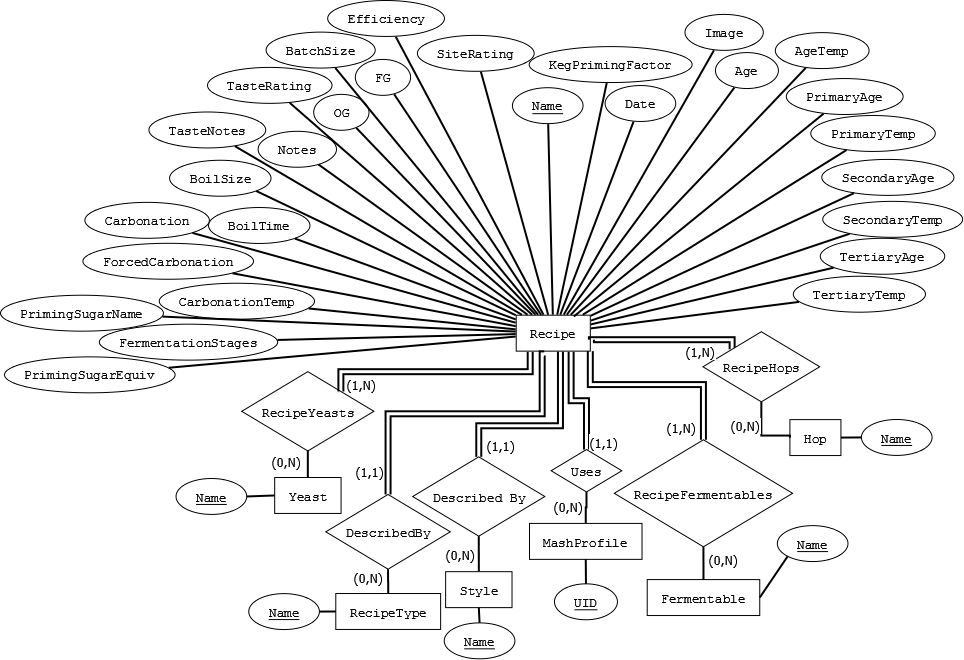 Efficiency
Image
BatchSize
SiteRating
AgeTemp
KegPrimingFactor
Age
FG
TasteRating
PrimaryAge
Name
Date
OG
TasteNotes
PrimaryTemp
Notes
BoilSize
SecondaryAge
Carbonation
BoilTime
SecondaryTemp
ForcedCarbonation
TertiaryAge
CarbonationTemp
TertiaryTemp
PrimingSugarName
Recipe
FermentationStages
(1,N)
RecipeHops
PrimingSugarEquiv
(1,N)
RecipeYeasts
(0,N)
(1,N)
Hop
Name
(1,1)
(1,1)
(0,N)
(1,1)
Uses
Name
Yeast
Described By
RecipeFermentables
(0,N)
DescribedBy
MashProfile
Name
(0,N)
(0,N)
(0,N)
Style
UID
Fermentable
Name
RecipeType
Name